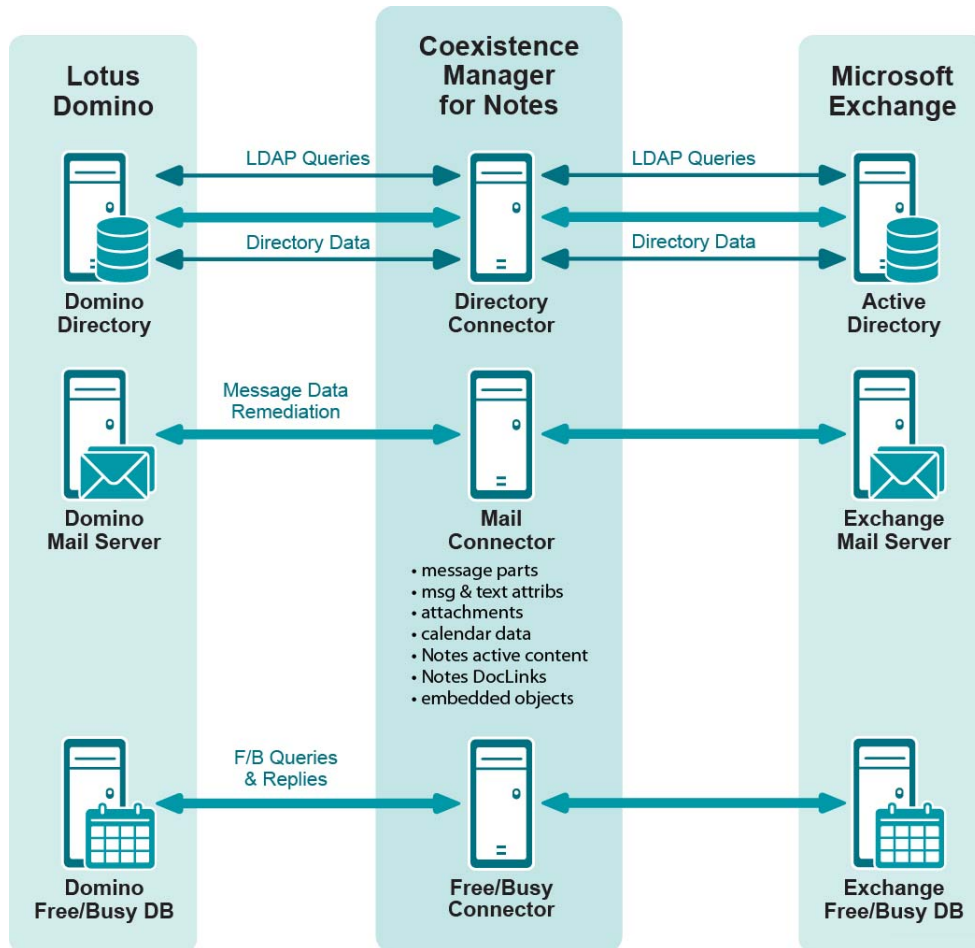 Lotus
Domino
Coexistence
Manager
for Notes
Microsoft
Exchange
LDAP Queries
LDAP Queries
Directory Data
Directory Data
Domino
Directory
Directory
Connector
Active
Directory
Message Data
Remediation
Domino
Mail Server
Mail
Connector
Exchange
Mail Server
• message parts
• msg & text attribs
• attachments
• calendar data
• Notes active content
• Notes DocLinks
• embedded objects
F/B Queries
& Replies
Domino
Free/Busy DB
Free/Busy
Connector
Exchange
Free/Busy DB